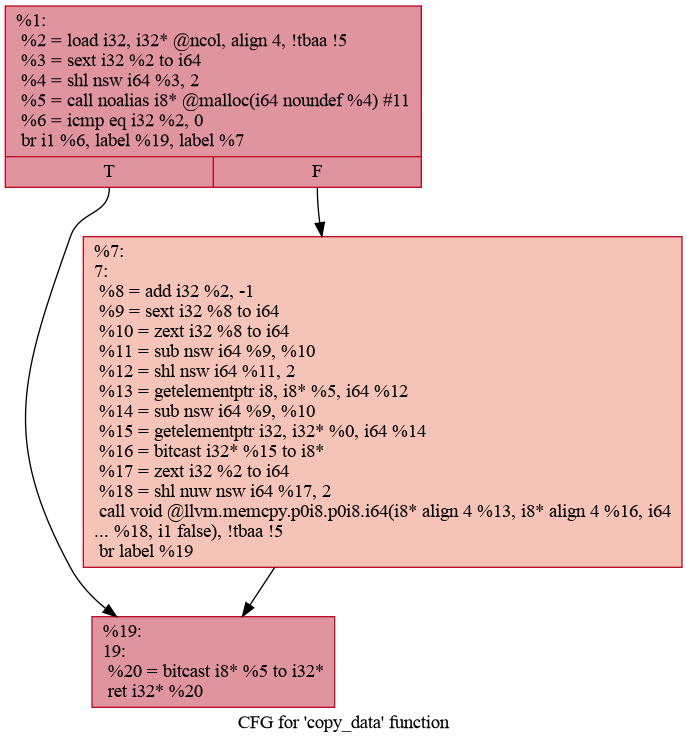 %1:
%2 = load i32, i32* @ncol, align 4, !tbaa !5
%3 = sext i32 %2 to i64
%4 = shl nsw i64 %3, 2
%5 = call noalias i8* @malloc(i64 noundef %4) #11
%6 = icmp eq i32 %2, 0
br i1 %6, label %19, label %7
T
F
%7:
7:
%8 = add i32 %2, -1
%9 = sext i32 %8 to i64
%10 = zext i32 %8 to i64
%11 = sub nsw i64 %9, %10
%12 = shl nsw i64 %11, 2
%13 = getelementptr i8, i8* %5, i64 %12
%14 = sub nsw i64 %9, %10
%15 = getelementptr i32, i32* %0, i64 %14
%16 = bitcast i32* %15 to i8*
%17 = zext i32 %2 to i64
%18 = shl nuw nsw i64 %17, 2
call void @llvm.memcpy.p0i8.p0i8.i64(i8* align 4 %13, i8* align 4 %16, i64
... %18, i1 false), !tbaa !5
br label %19
%19:
19:
%20 = bitcast i8* %5 to i32*
ret i32* %20
CFG for 'copy_data' function